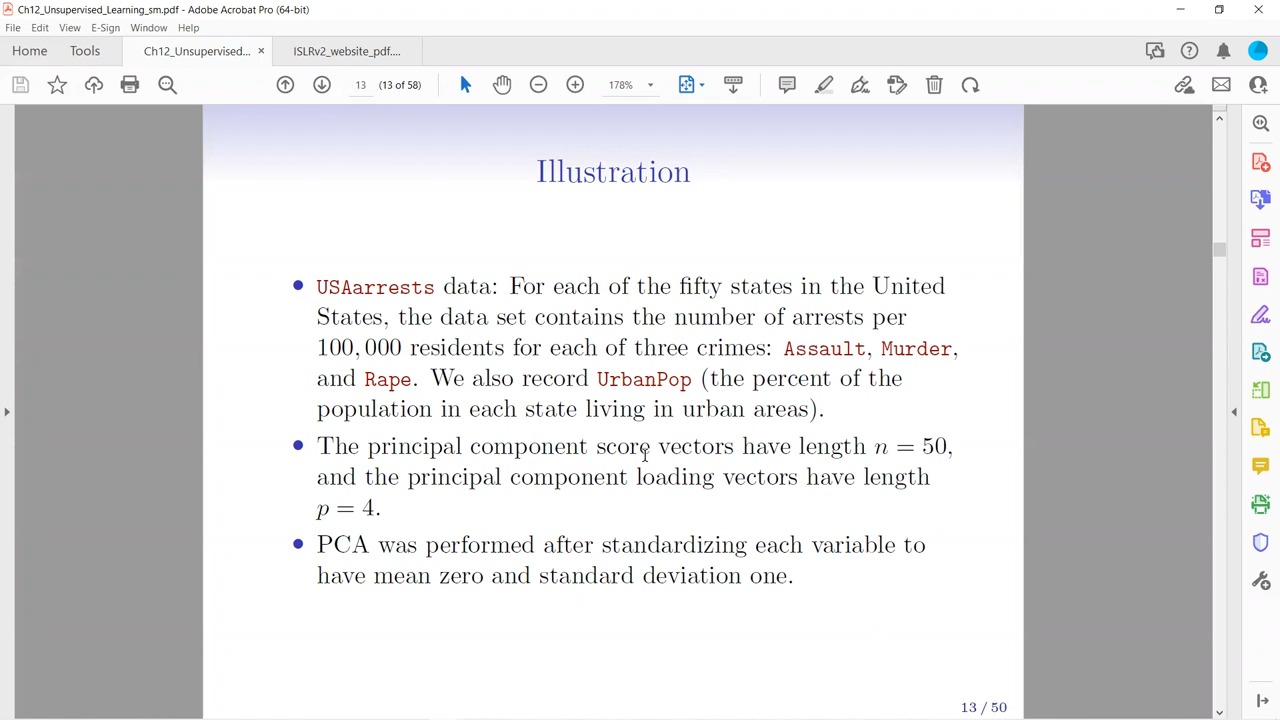 Ch12_Unsupervised_Learning_sm.pdf - Adobe Acrobat Pro (64-bit)
File Edit View E-Sign Window Help
Home Tools Ch12_Unsupervised... × ISLRv2_website_pdf....
13 (13 of 58) 178%
Illustration
• USAarrests data: For each of the fifty states in the United
States, the data set contains the number of arrests per
100,000 residents for each of three crimes: Assault, Murder,
and Rape. We also record UrbanPop (the percent of the
population in each state living in urban areas).
• The principal component score vectors have length n = 50,
and the principal component loading vectors have length
p = 4.
• PCA was performed after standardizing each variable to
have mean zero and standard deviation one.
13 / 50